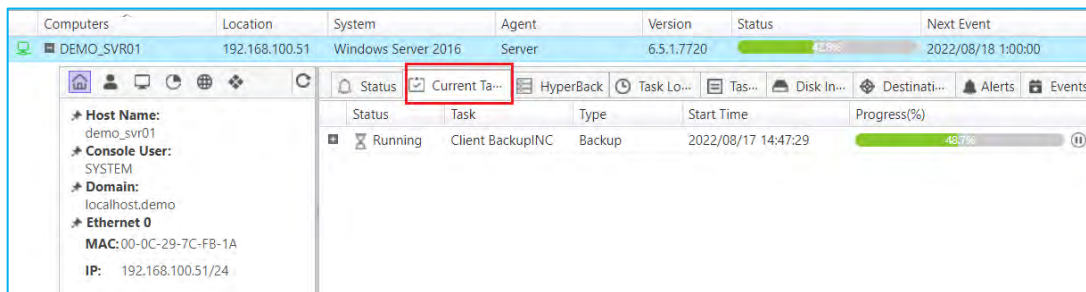 Computers Location System Agent Version Status Next Event
DEMO_SVR01 192.168.100.51 Windows Server 2016 Server 6.5.1.7720 42.8% 2022/08/18 1:00:00
Status Current Ta··· HyperBack Task Lo... Tas··· Disk In··· Destinati··· Alerts Events
Host Name:
demo_svr01
Console User:
SYSTEM
Domain:
localhost.demo
Ethernet 0
MAC: 00-0C-29-7C-FB-1A
IP: 192.168.100.51/24
Status Task Type Start Time Progress(%)
Running Client BackupINC Backup 2022/08/17 14:47:29 48.7%